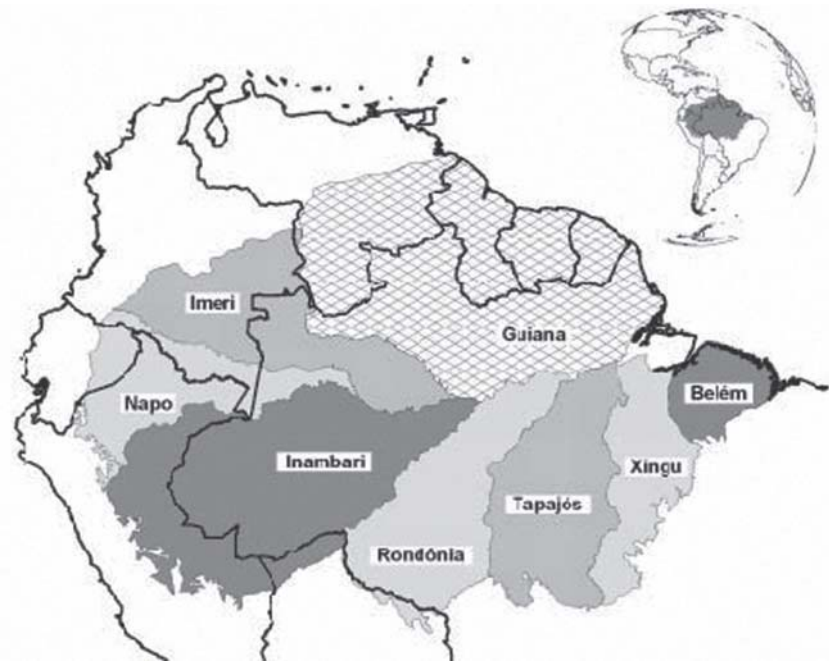 Imeri
Guiana
Napo
Belém
Inambari
Xingu
Tapajós
Rondônia